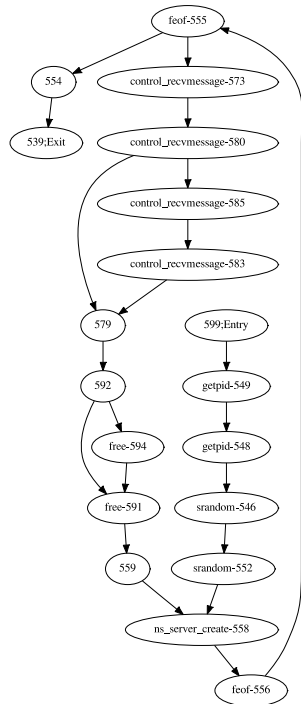 feof-555
554
control_recvmessage-573
539;Exit
control_recvmessage-580
control_recvmessage-585
control_recvmessage-583
579
599;Entry
592
getpid-549
free-594
getpid-548
free-591
srandom-546
559
srandom-552
ns_server_create-558
feof-556